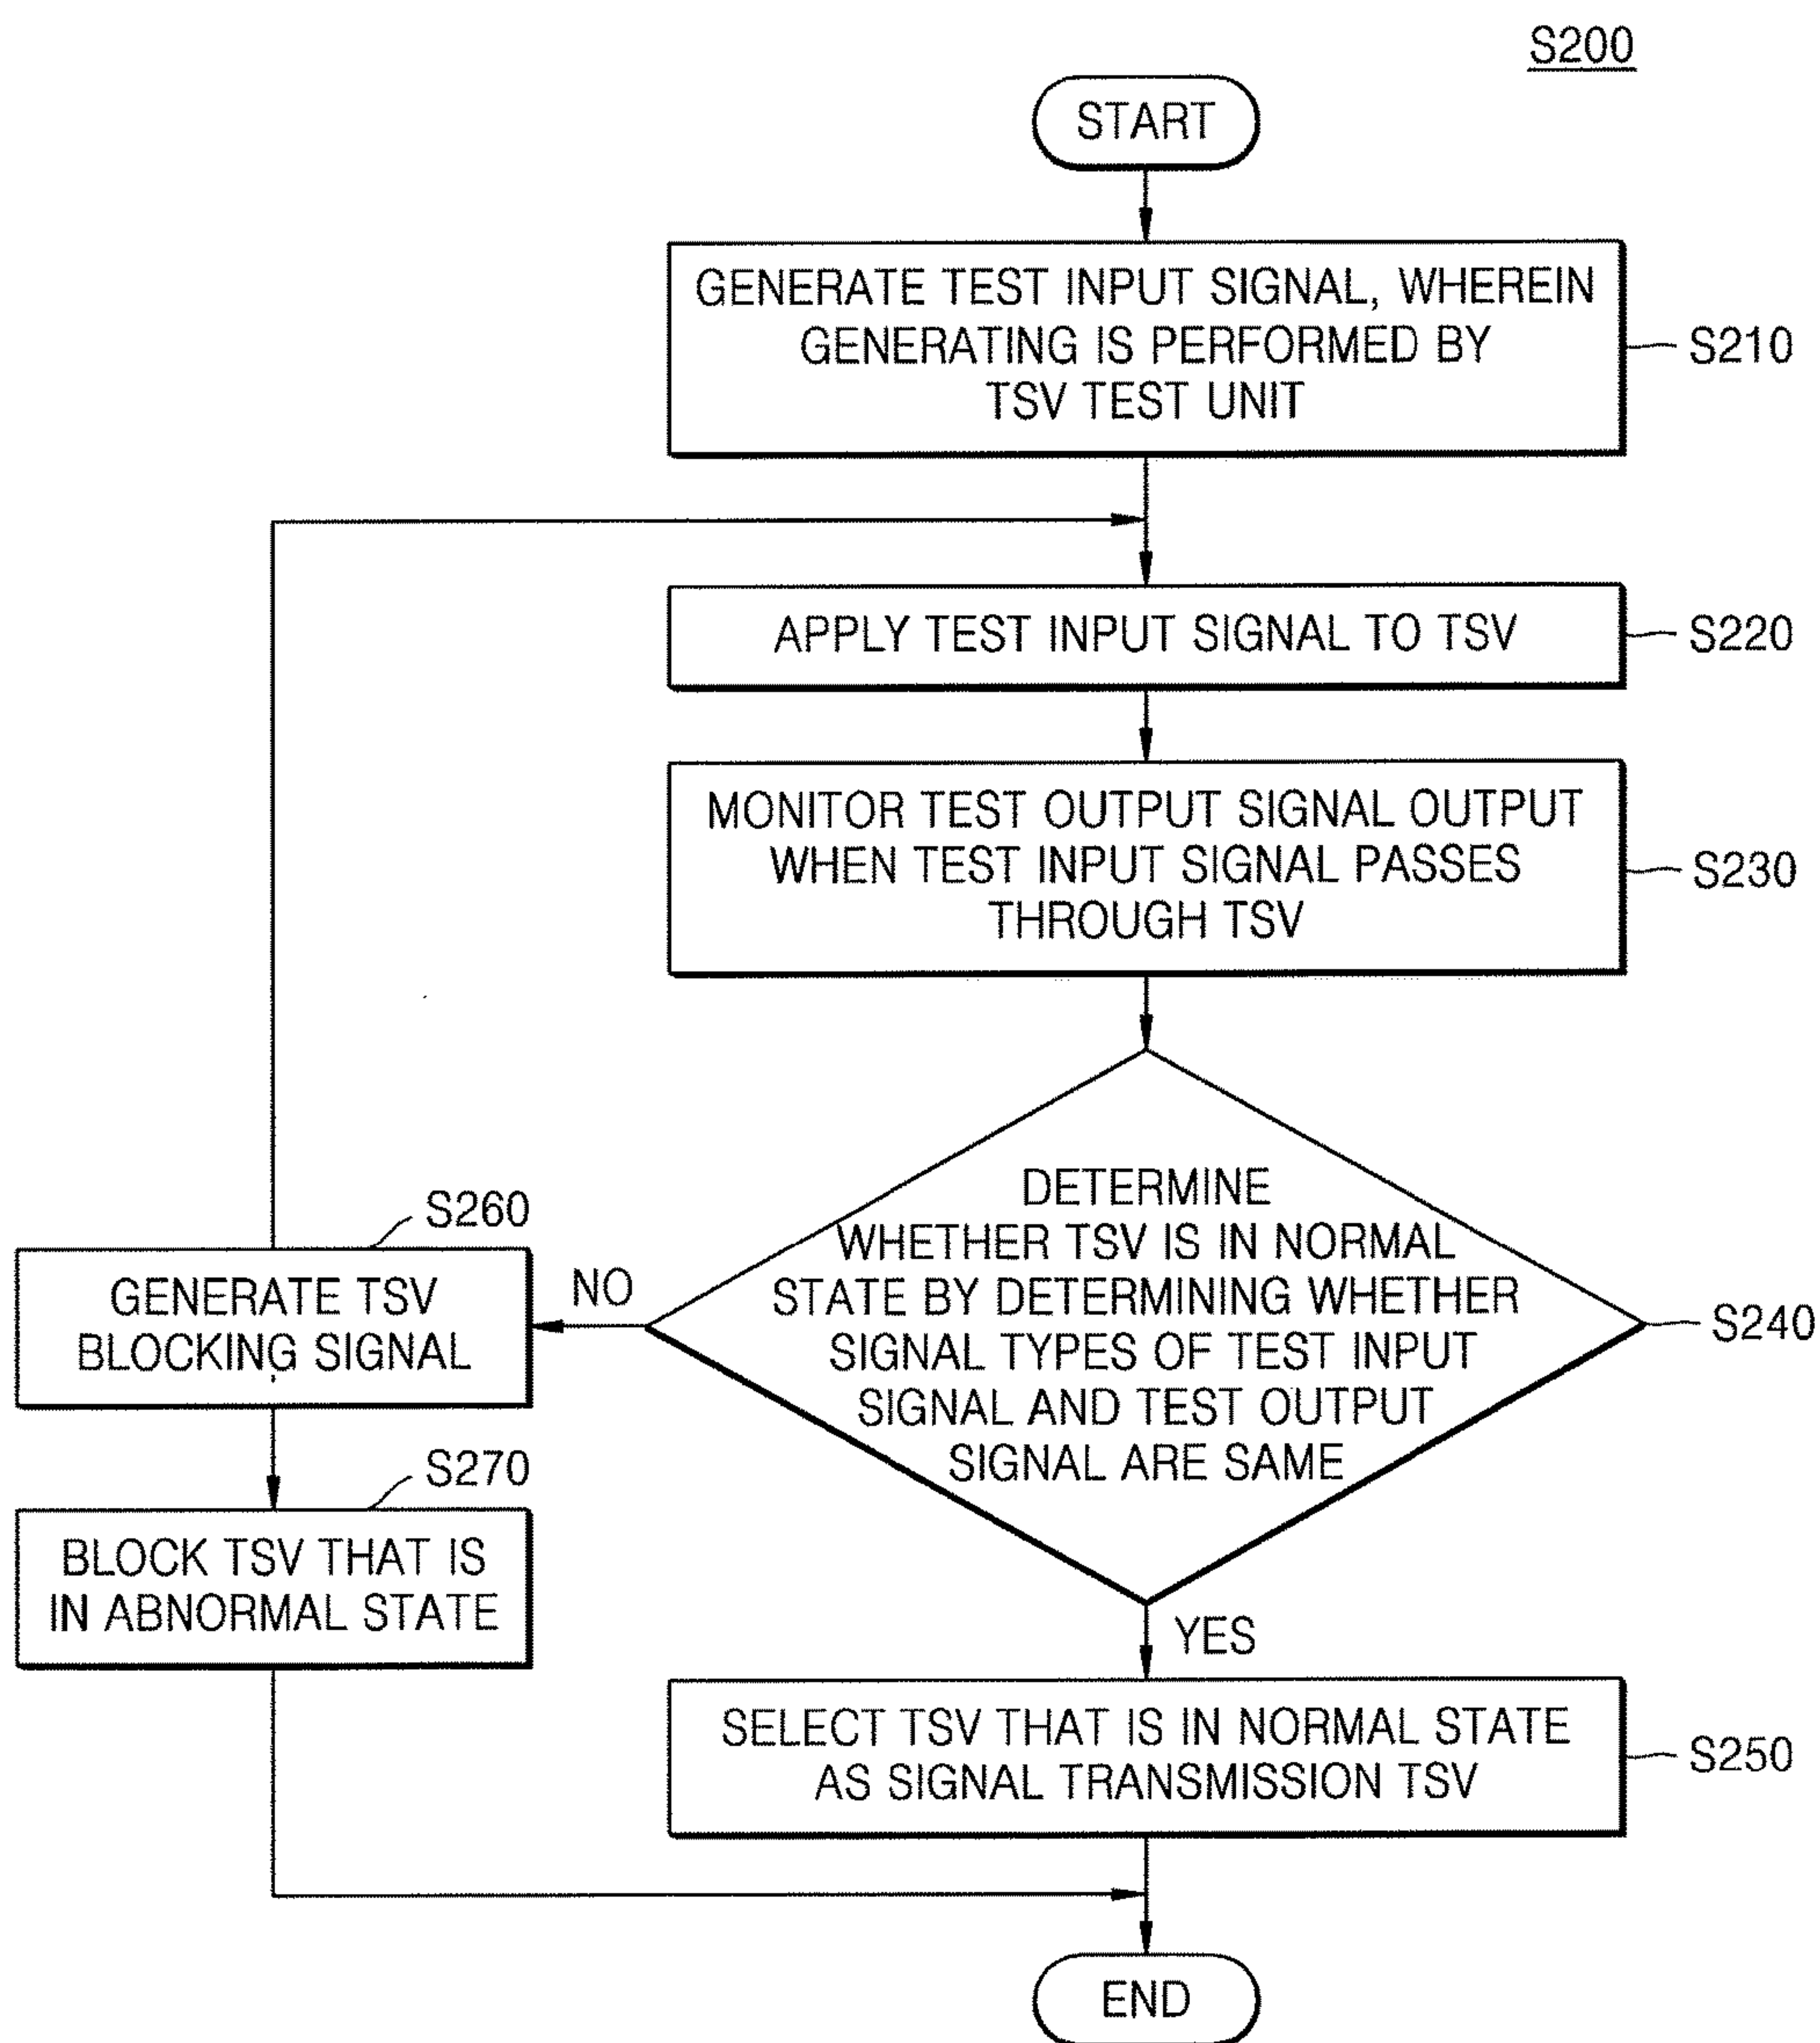 S200
START
GENERATE TEST INPUT SIGNAL, WHEREIN
GENERATING IS PERFORMED BY
TSV TEST UNIT
S210
APPLY TEST INPUT SIGNAL TO TSV
S220
MONITOR TEST OUTPUT SIGNAL OUTPUT
WHEN TEST INPUT SIGNAL PASSES
THROUGH TSV
S230
DETERMINE
WHETHER TSV IS IN NORMAL
STATE BY DETERMINING WHETHER
SIGNAL TYPES OF TEST INPUT
SIGNAL AND TEST OUTPUT
SIGNAL ARE SAME
S240
NO
S260
GENERATE TSV
BLOCKING SIGNAL
S270
BLOCK TSV THAT IS
IN ABNORMAL STATE
YES
SELECT TSV THAT IS IN NORMAL STATE
AS SIGNAL TRANSMISSION TSV
S250
END